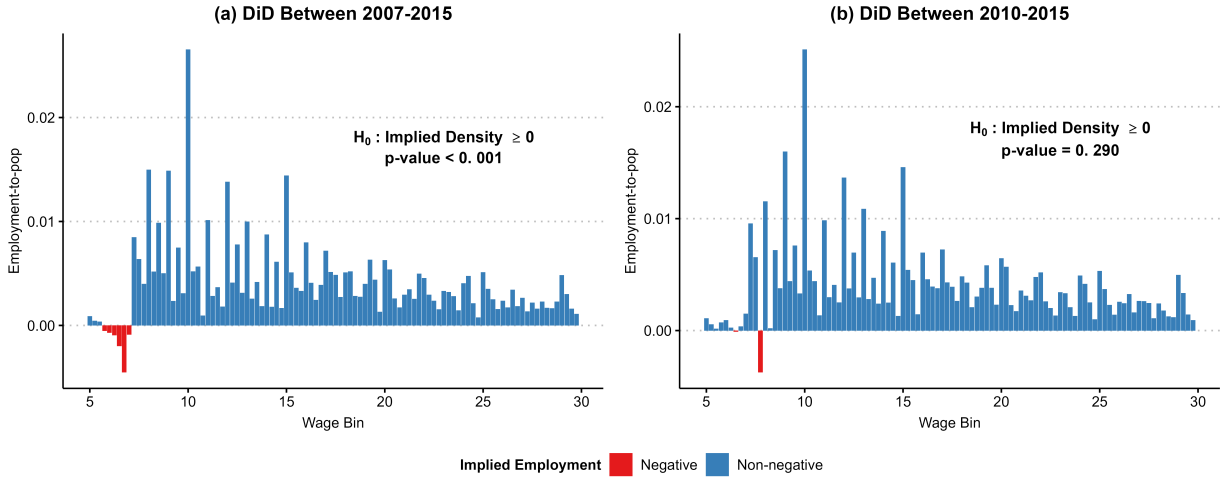 (a) DiD Between 2007-2015
Employment-to-pop
0.02
0.01
0.00
H₀ : Implied Density ≥ 0
p-value < 0. 001
5 10 15 20 25 30
Wage Bin
(b) DiD Between 2010-2015
Employment-to-pop
0.02
0.01
0.00
H₀ : Implied Density ≥ 0
p-value = 0. 290
5 10 15 20 25 30
Wage Bin
Implied Employment Negative Non-negative